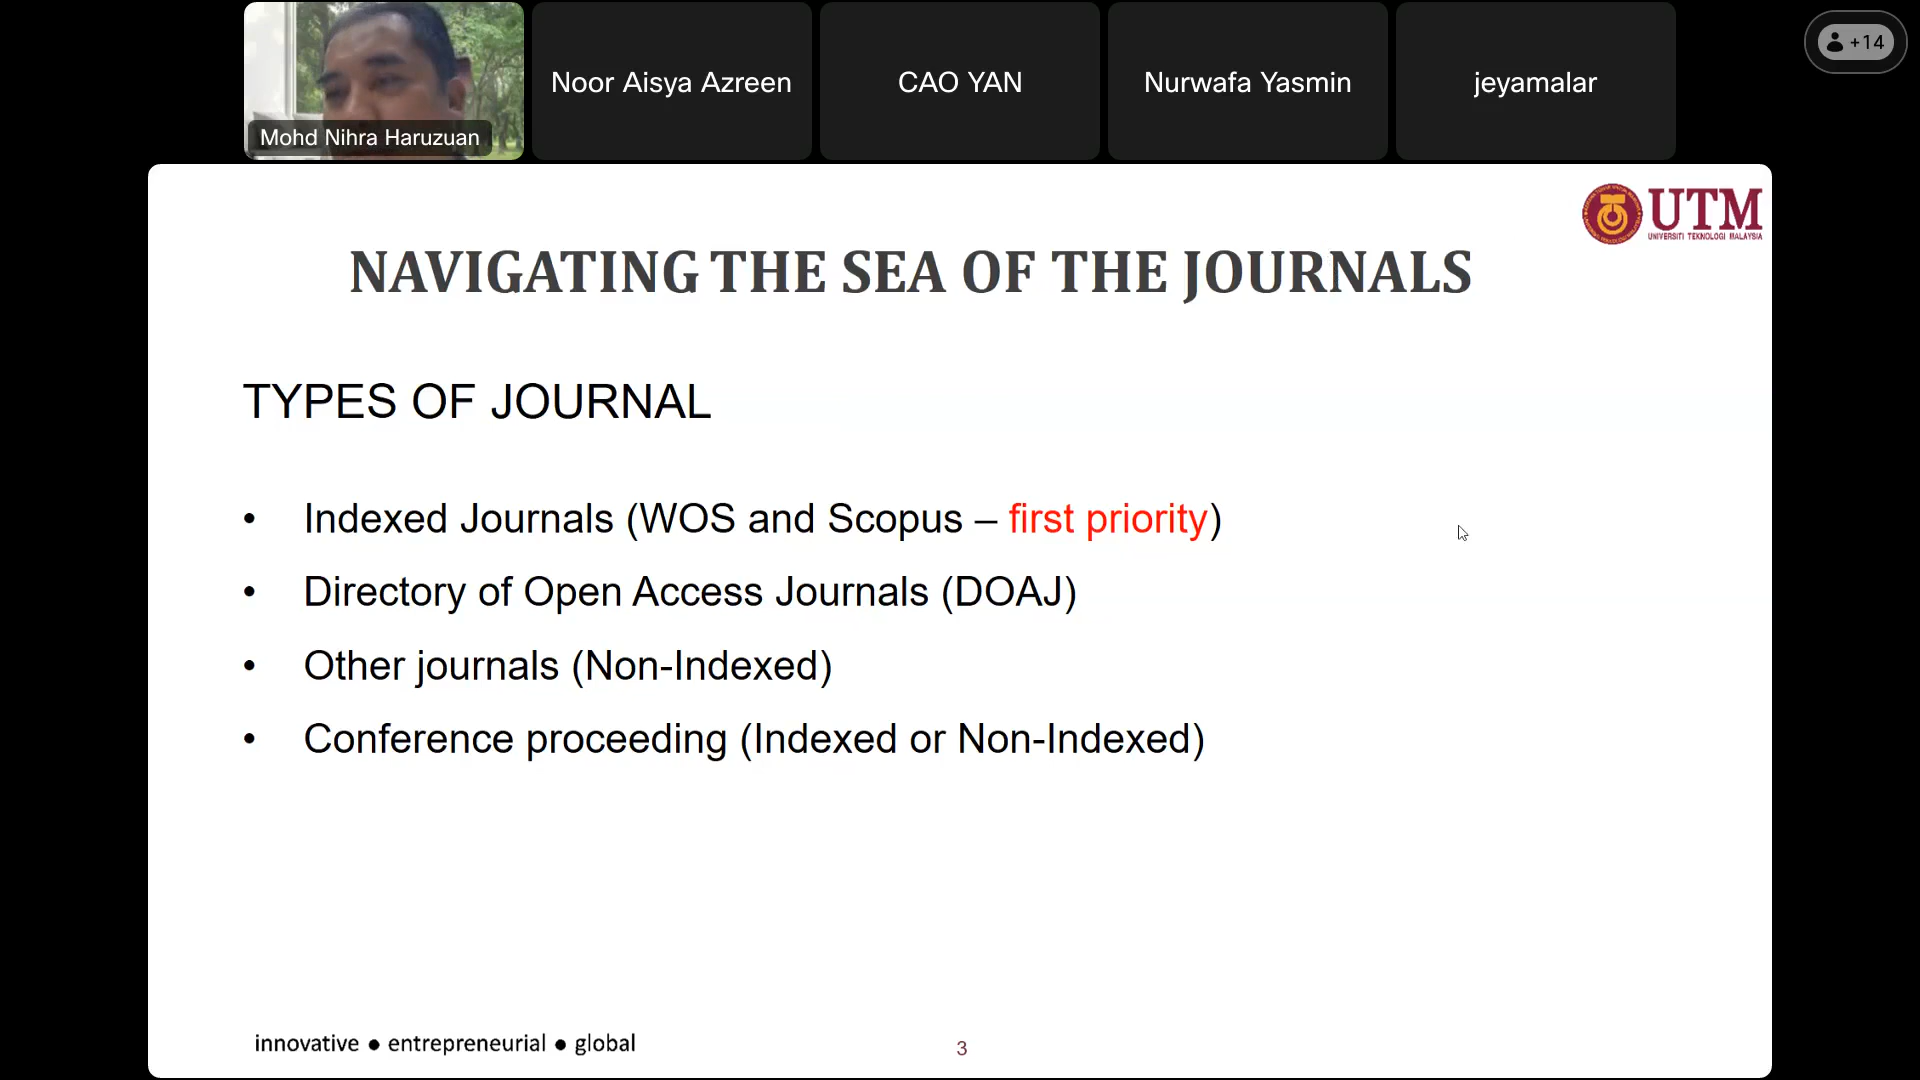 Mohd Nihra Haruzuan
Noor Aisya Azreen
CAO YAN
Nurwafa Yasmin
jeyamalar
+14
UTM
UNIVERSITI TEKNOLOGI MALAYSIA
NAVIGATING THE SEA OF THE JOURNALS
TYPES OF JOURNAL
• Indexed Journals (WOS and Scopus – first priority)
• Directory of Open Access Journals (DOAJ)
• Other journals (Non-Indexed)
• Conference proceeding (Indexed or Non-Indexed)
innovative ● entrepreneurial ● global
3